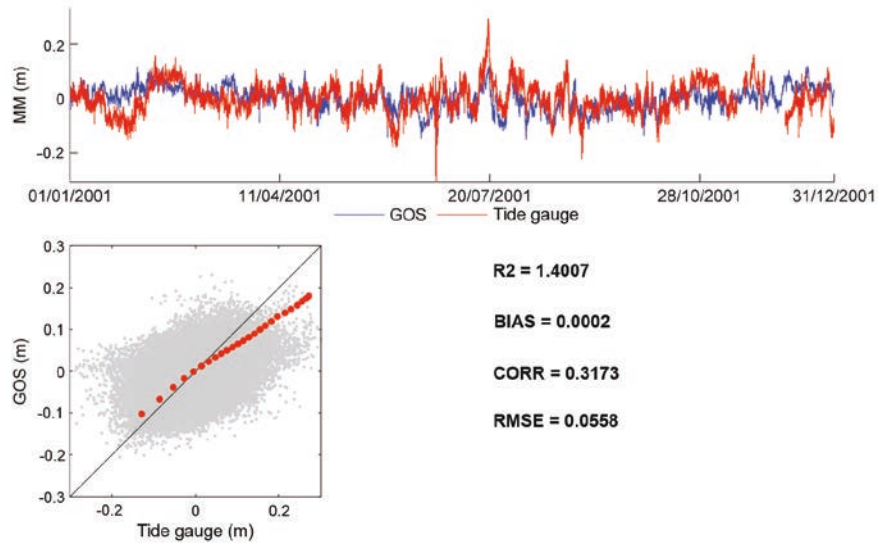 MM (m)
0.2
0
-0.2
01/01/2001 11/04/2001 20/07/2001 28/10/2001 31/12/2001
GOS Tide gauge
GOS (m)
0.3
0.2
0.1
0
-0.1
-0.2
-0.3
-0.2 0 0.2
Tide gauge (m)
R2 = 1.4007
BIAS = 0.0002
CORR = 0.3173
RMSE = 0.0558